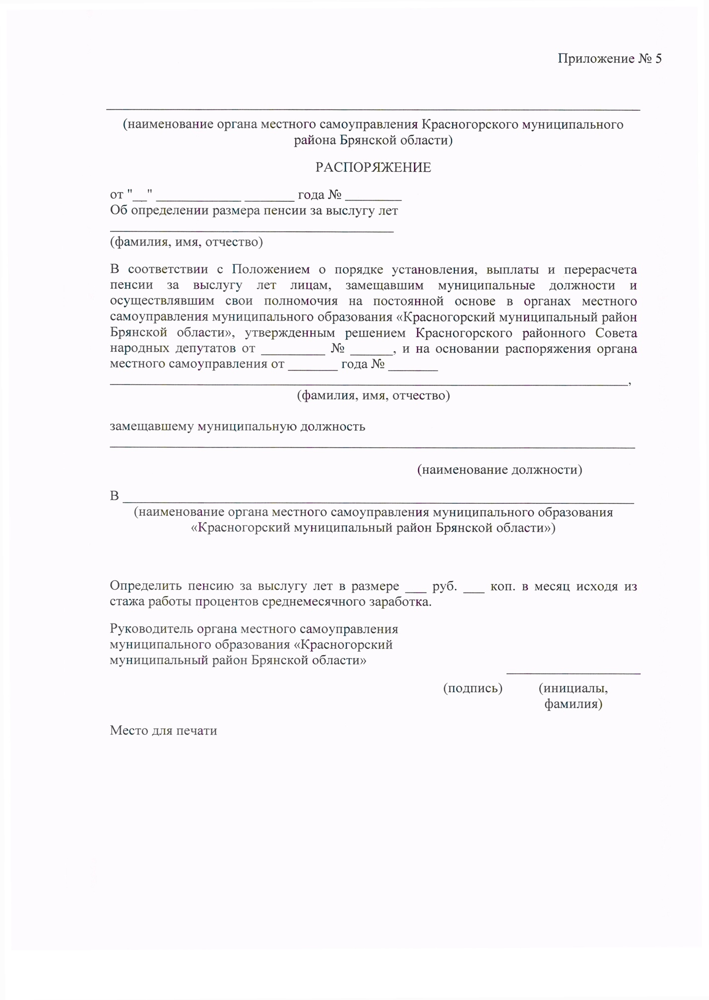 Приложение № 5
(наименование органа местного самоуправления Красногорского муниципального
района Брянской области)
РАСПОРЯЖЕНИЕ
от "__" ____________ _______ года № ________
Об определении размера пенсии за выслугу лет
________________________________________
(фамилия, имя, отчество)
В соответствии с Положением о порядке установления, выплаты и перерасчета
пенсии за выслугу лет лицам, замещавшим муниципальные должности и
осуществлявшим свои полномочия на постоянной основе в органах местного
самоуправления муниципального образования «Красногорский муниципальный район
Брянской области», утвержденным решением Красногорского районного Совета
народных депутатов от _________ № ______, и на основании распоряжения органа
местного самоуправления от _______ года № _______
_________________________________________________________________________,
(фамилия, имя, отчество)
замещавшему муниципальную должность
__________________________________________________________________________
(наименование должности)
В ________________________________________________________________________
(наименование органа местного самоуправления муниципального образования
«Красногорский муниципальный район Брянской области»)
Определить пенсию за выслугу лет в размере ___ руб. ___ коп. в месяц исходя из
стажа работы процентов среднемесячного заработка.
Руководитель органа местного самоуправления
муниципального образования «Красногорский
муниципальный район Брянской области»
___________________
(подпись) (инициалы,
фамилия)
Место для печати